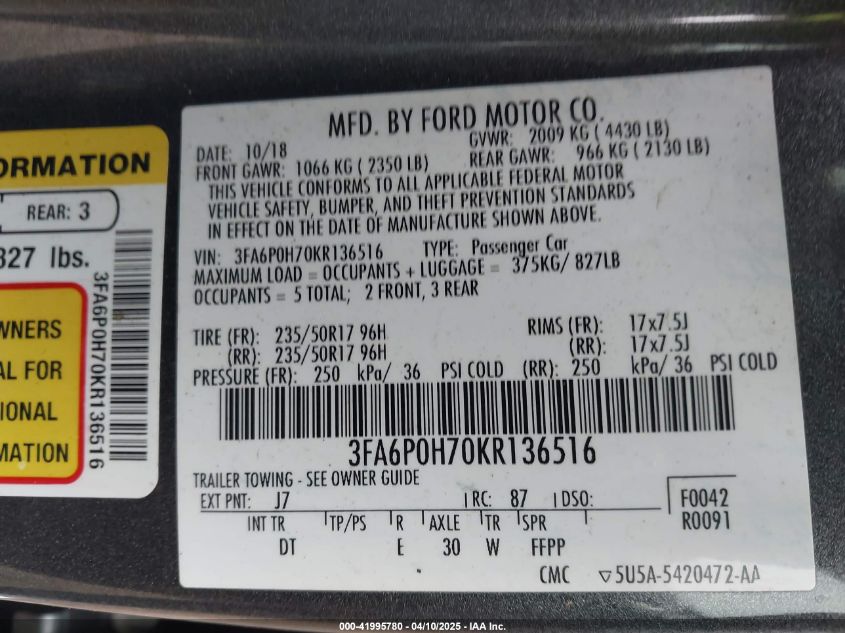 MFD. BY FORD MOTOR CO.
DATE: 10/18
GVWR: 2009 KG ( 4430 LB)
FRONT GAWR: 1066 KG ( 2350 LB)
REAR GAWR: 966 KG ( 2130 LB)
THIS VEHICLE CONFORMS TO ALL APPLICABLE FEDERAL MOTOR
VEHICLE SAFETY, BUMPER, AND THEFT PREVENTION STANDARDS
IN EFFECT ON THE DATE OF MANUFACTURE SHOWN ABOVE.
VIN: 3FA6P0H70KR136516 TYPE: Passenger Car
MAXIMUM LOAD = OCCUPANTS + LUGGAGE = 375KG/ 827LB
OCCUPANTS = 5 TOTAL; 2 FRONT, 3 REAR
TIRE (FR): 235/50R17 96H RIMS (FR): 17x7.5J
(RR): 235/50R17 96H (RR): 17x7.5J
PRESSURE (FR): 250 kPa/ 36 PSI COLD (RR): 250 kPa/ 36 PSI COLD
3FA6P0H70KR136516
TRAILER TOWING - SEE OWNER GUIDE
EXT PNT: J7 RC: 87 DSO: F0042
R0091
INT TR TP/PS R AXLE TR SPR
DT E 30 W FFPP
CMC ▽5U5A-5420472-AA
ORMATION
REAR: 3
827 lbs.
3FA6P0H70KR136516
WNERS
AL FOR
IONAL
MATION
000-41995780 - 04/10/2025 - IAA Inc.